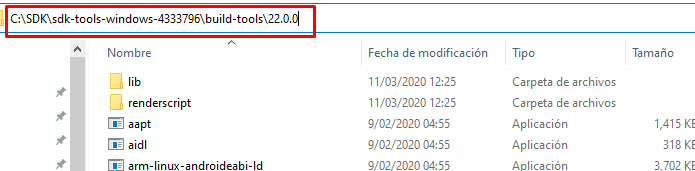 C:\SDK\sdk-tools-windows-4333796\build-tools\22.0.0
Nombre Fecha de modificación Tipo Tamaño
lib 11/03/2020 12:25 Carpeta de archivos
renderscript 11/03/2020 12:25 Carpeta de archivos
aapt 9/02/2020 04:55 Aplicación 1,415 KB
aidl 9/02/2020 04:55 Aplicación 318 KB
arm-linux-androideabi-ld 9/02/2020 04:55 Aplicación 3,702 KB